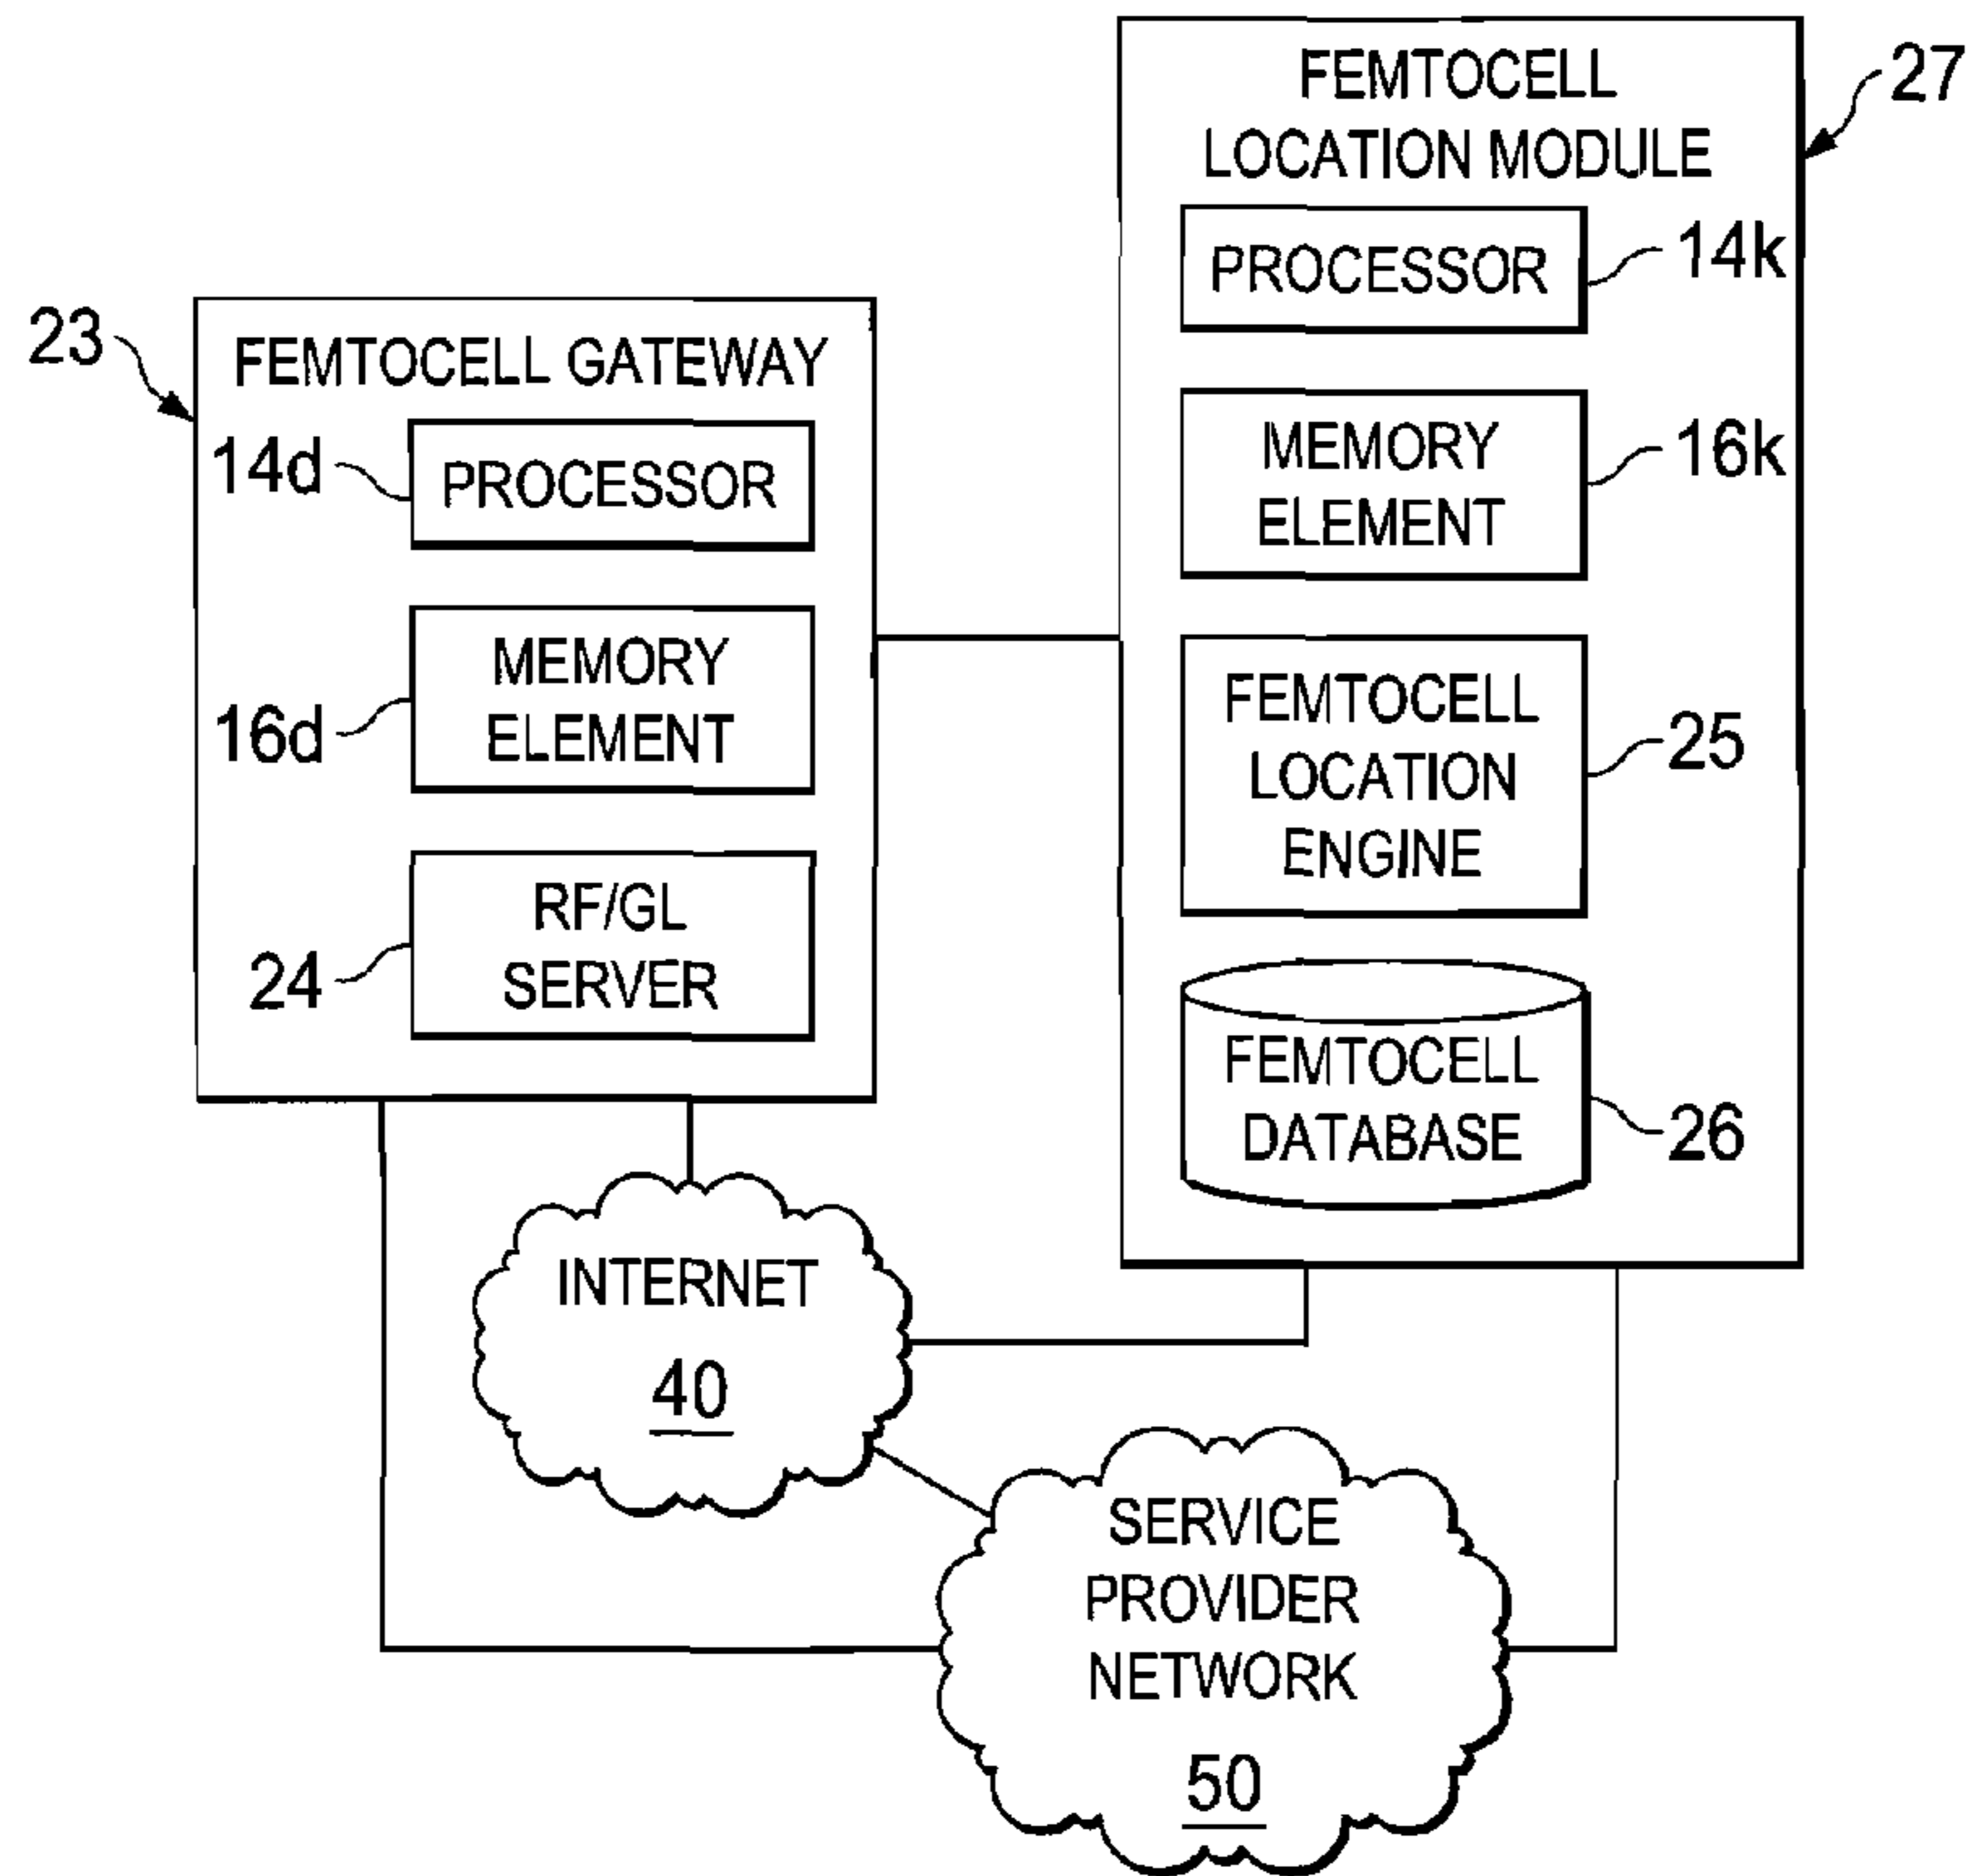 FEMTOCELL
LOCATION MODULE
27
PROCESSOR
14k
MEMORY
ELEMENT
16k
FEMTOCELL
LOCATION
ENGINE
25
FEMTOCELL
DATABASE
26
23
FEMTOCELL GATEWAY
14d
PROCESSOR
16d
MEMORY
ELEMENT
24
RF/GL
SERVER
INTERNET
40
SERVICE
PROVIDER
NETWORK
50